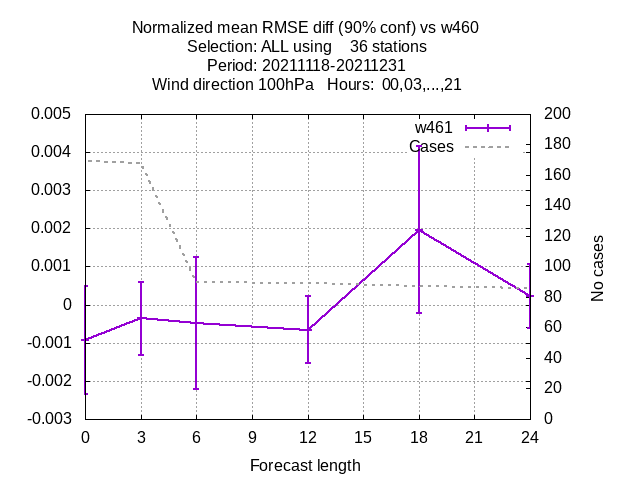 Normalized mean RMSE diff (90% conf) vs w460
Selection: ALL using    36 stations
Period: 20211118-20211231
Wind direction 100hPa   Hours:  00,03,...,21
0.005
0.004
0.003
0.002
0.001
0
-0.001
-0.002
-0.003
w461
Cases
200
180
160
140
120
100
80
60
40
20
0
No cases
0 3 6 9 12 15 18 21 24
Forecast length